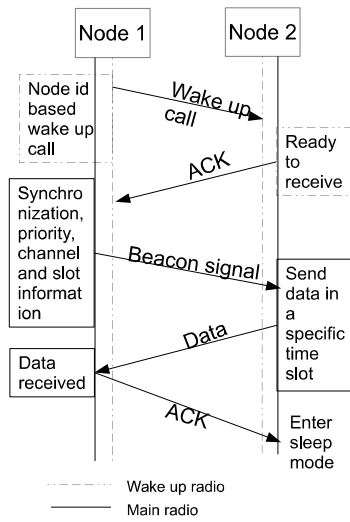 Node 1
Node 2
Node id
based
wake up
call
Wake up
call
Ready
to
receive
ACK
Synchro
nization,
priority,
channel
and slot
informat
ion
Beacon signal
Send
data in
a
specific
time
slot
Data
Data
received
ACK
Enter
sleep
mode
Wake up radio
Main radio